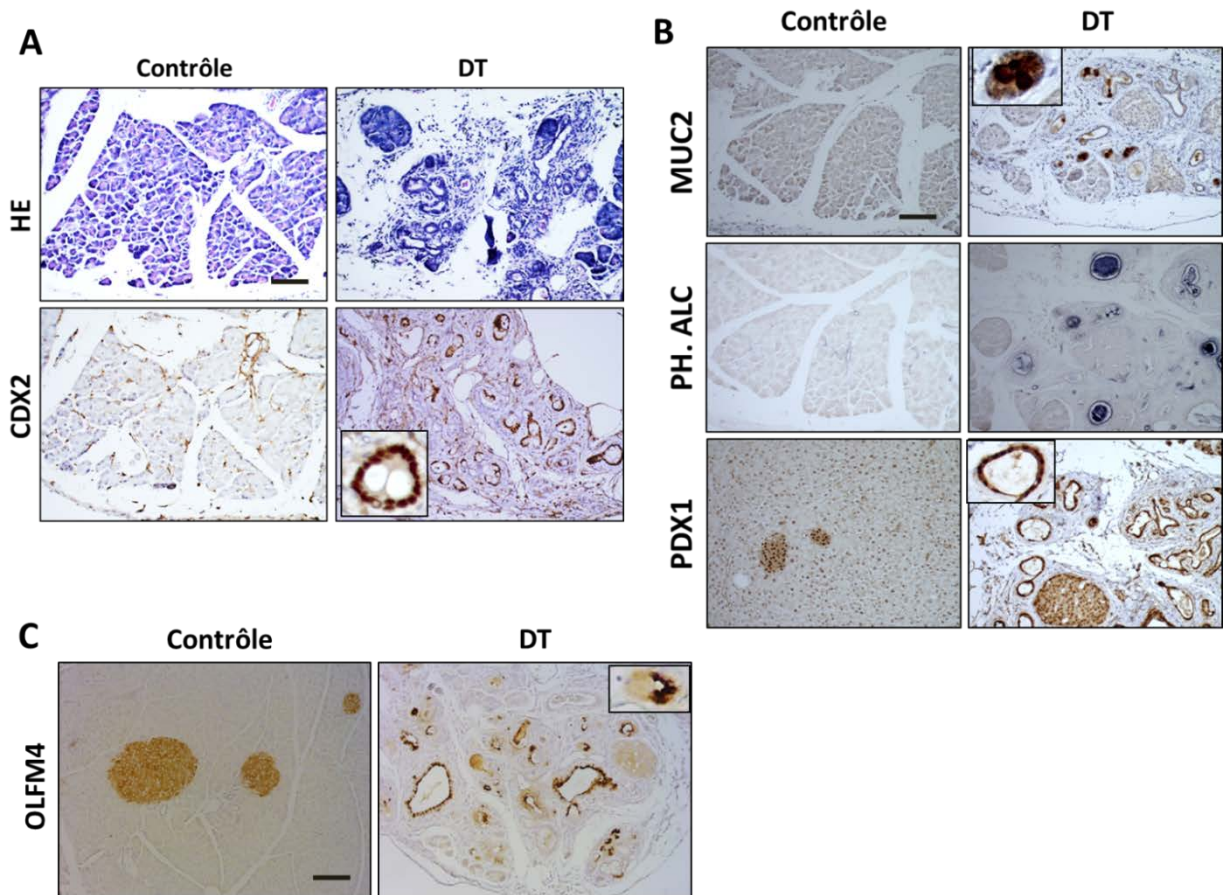 A
Contrôle
DT
HE
CDX2
B
Contrôle
DT
MUC2
PH. ALC
PDX1
C
Contrôle
DT
OLFM4